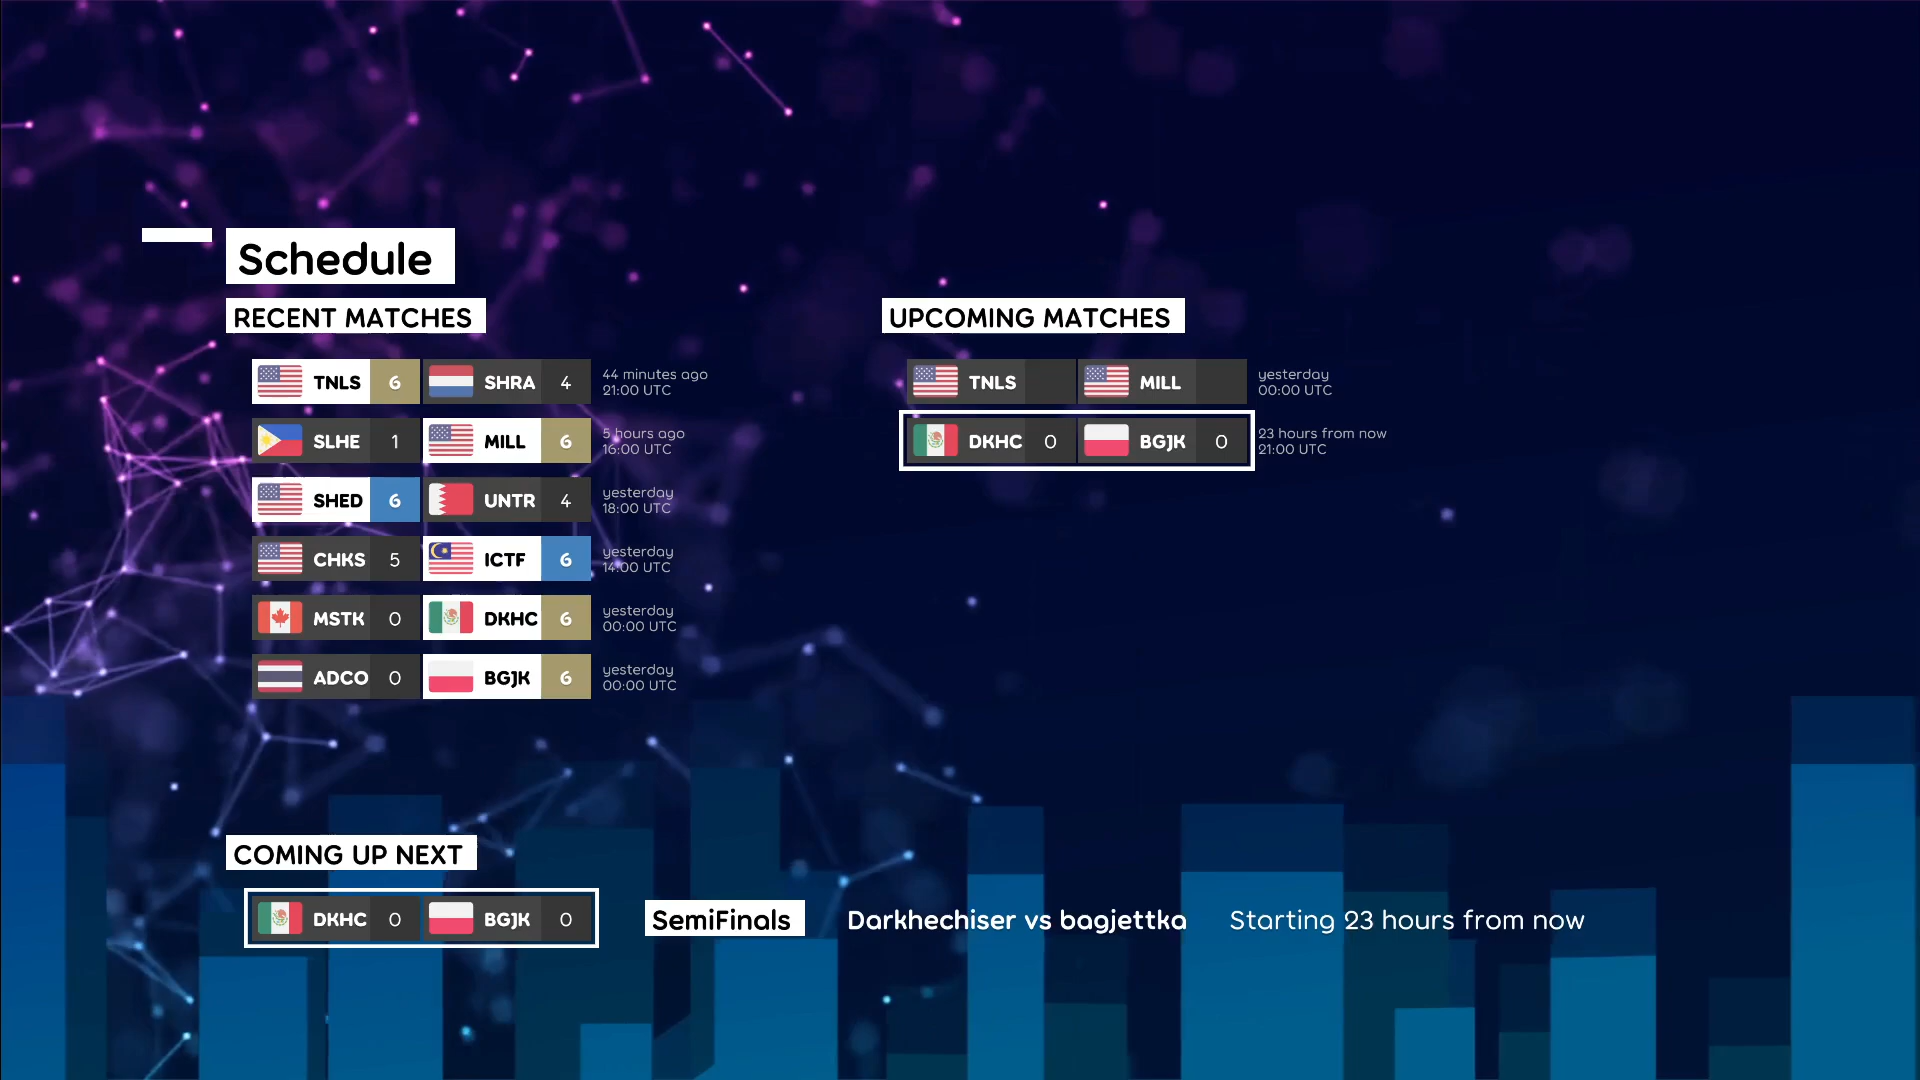 Schedule
RECENT MATCHES
TNLS 6 SHRA 4 44 minutes ago
21:00 UTC
SLHE 1 MILL 6 5 hours ago
16:00 UTC
SHED 6 UNTR 4 yesterday
18:00 UTC
CHKS 5 ICTF 6 yesterday
14:00 UTC
MSTK 0 DKHC 6 yesterday
00:00 UTC
ADCO 0 BGJK 6 yesterday
00:00 UTC
UPCOMING MATCHES
TNLS MILL yesterday
00:00 UTC
DKHC 0 BGJK 0 23 hours from now
21:00 UTC
COMING UP NEXT
DKHC 0 BGJK 0 SemiFinals Darkhechiser vs bagjettka Starting 23 hours from now